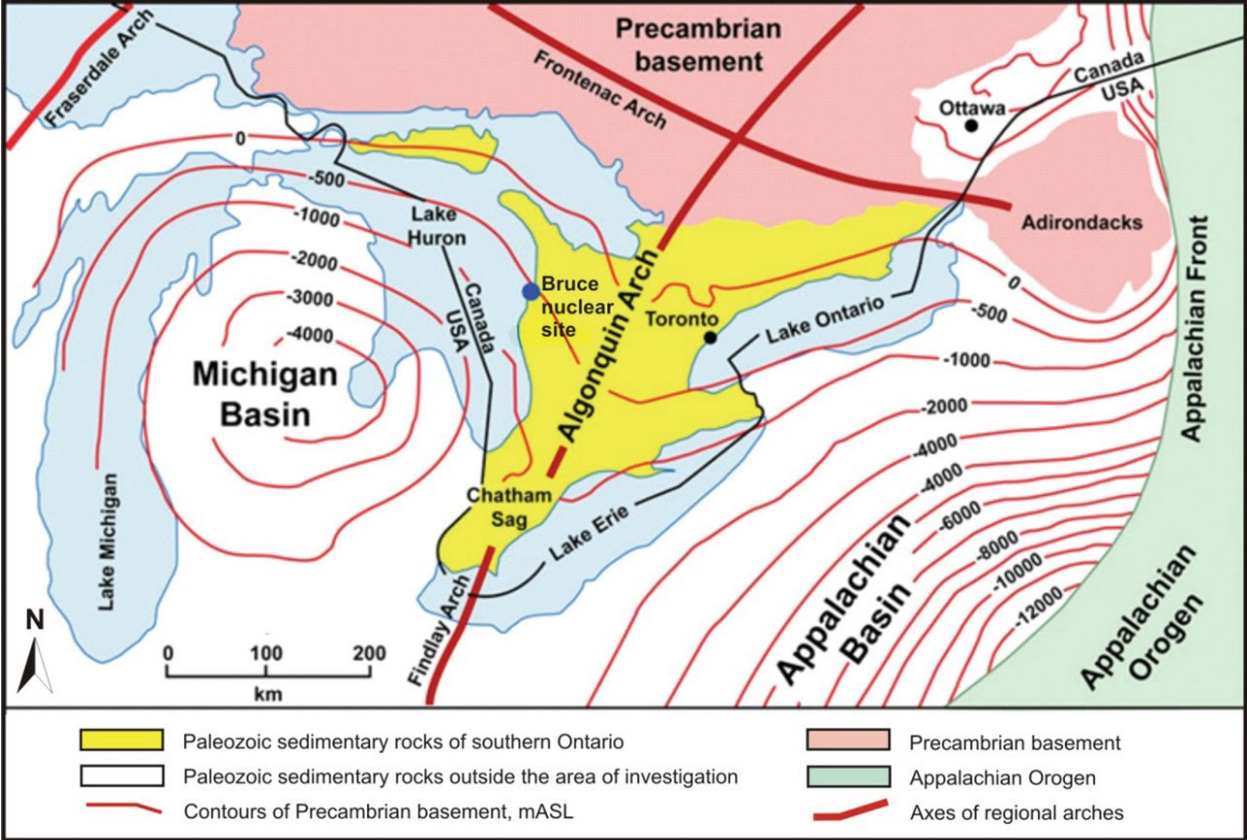 Fraserdale Arch
Precambrian
basement
Frontenac Arch
Canada
USA
Ottawa
0
-500
-1000
-2000
-3000
-4000
Lake
Huron
Adirondacks
Appalachian Front
Bruce
nuclear
site
Canada
USA
Algonquin Arch
Toronto
Lake Ontario
0
-500
-1000
-2000
-4000
-4000
-6000
-8000
-10000
-12000
Michigan
Basin
Lake Michigan
Chatham
Sag
Lake Erie
Findlay Arch
Appalachian
Basin
Appalachian
Orogen
N
0 100 200
km
Paleozoic sedimentary rocks of southern Ontario
Paleozoic sedimentary rocks outside the area of investigation
Contours of Precambrian basement, mASL
Precambrian basement
Appalachian Orogen
Axes of regional arches